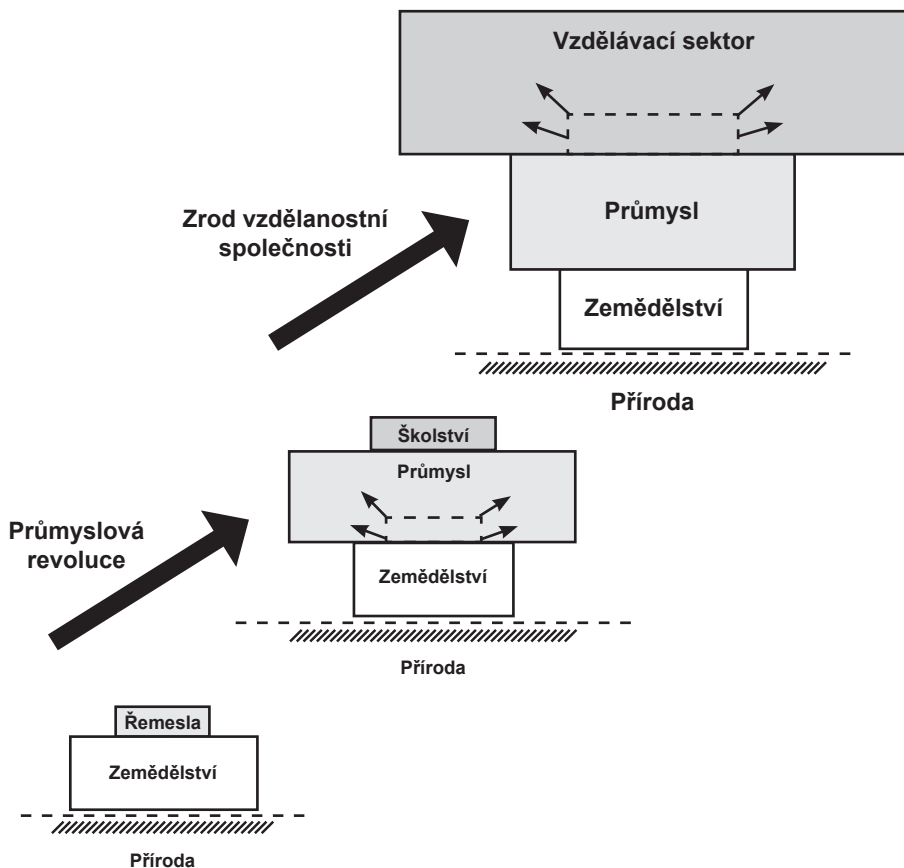 Vzdělávací sektor
Průmysl
Zemědělství
Příroda
Zrod vzdělanostní
společnosti
Školství
Průmysl
Zemědělství
Příroda
Průmyslová
revoluce
Řemesla
Zemědělství
Příroda